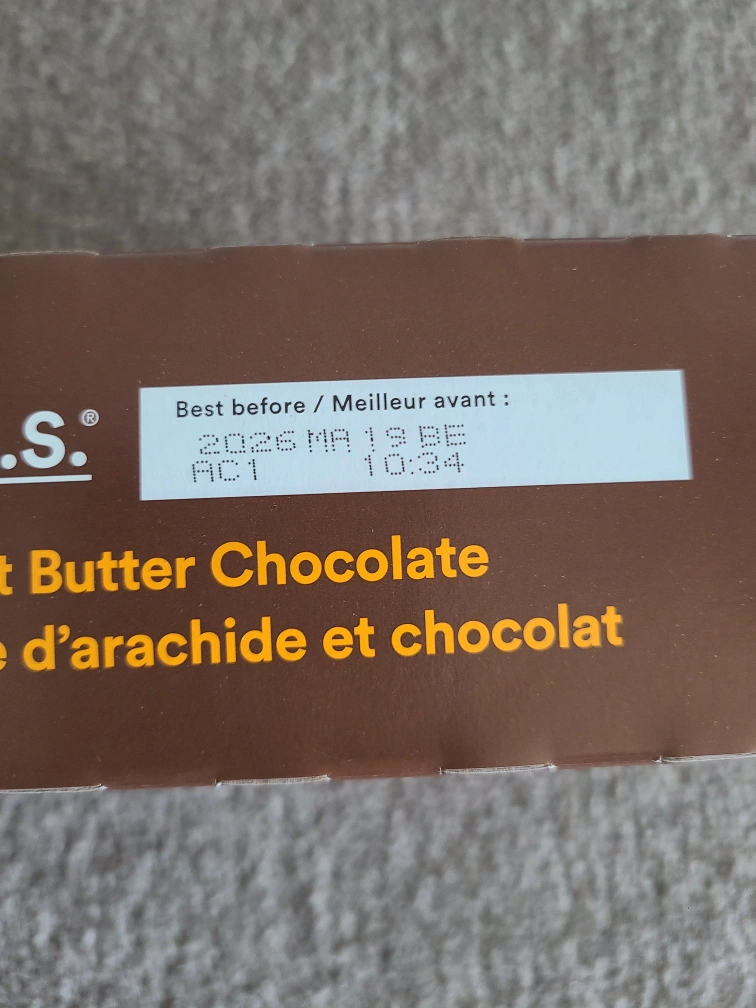 .S.®
Best before / Meilleur avant :
2026 MA 19 BE
AC1 10:34
t Butter Chocolate
e d'arachide et chocolat